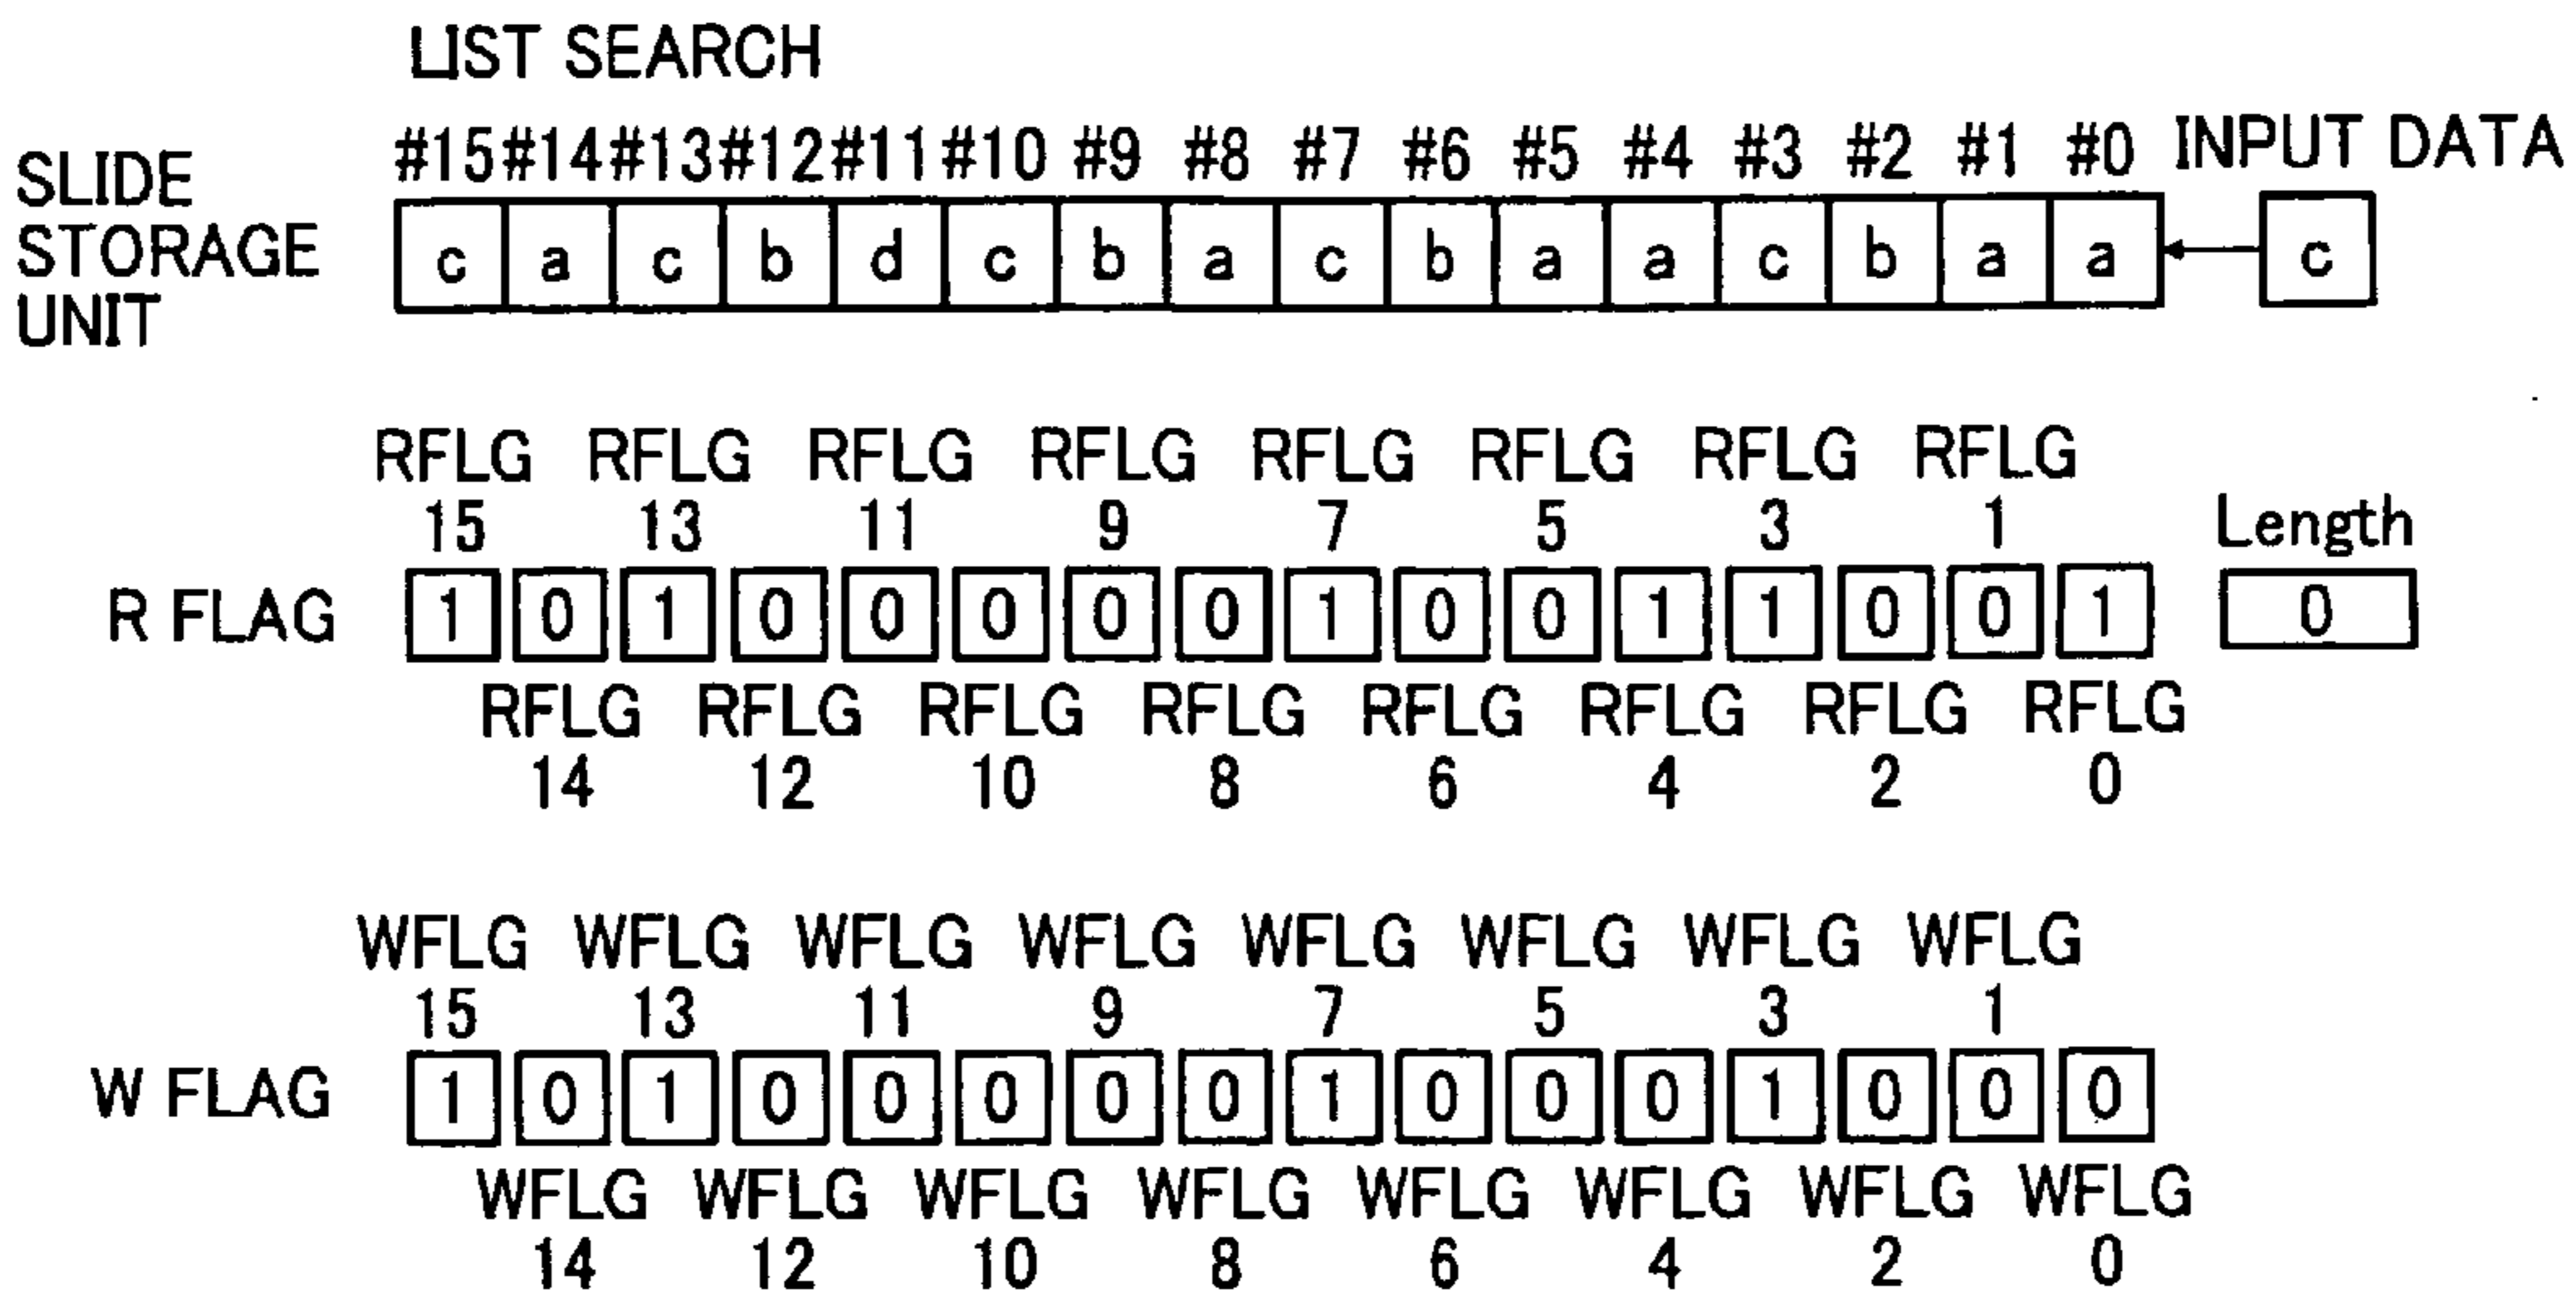 LIST SEARCH
#15 #14 #13 #12 #11 #10 #9 #8 #7 #6 #5 #4 #3 #2 #1 #0 INPUT DATA
SLIDE
STORAGE
UNIT
c a c b d c b a c b a a c b a a c
RFLG RFLG RFLG RFLG RFLG RFLG RFLG RFLG
15 13 11 9 7 5 3 1 Length
R FLAG 1 0 1 0 0 0 0 0 1 0 0 1 1 0 0 1 0
RFLG RFLG RFLG RFLG RFLG RFLG RFLG RFLG
14 12 10 8 6 4 2 0
WFLG WFLG WFLG WFLG WFLG WFLG WFLG WFLG
15 13 11 9 7 5 3 1
W FLAG 1 0 1 0 0 0 0 0 1 0 0 0 1 0 0 0
WFLG WFLG WFLG WFLG WFLG WFLG WFLG WFLG
14 12 10 8 6 4 2 0